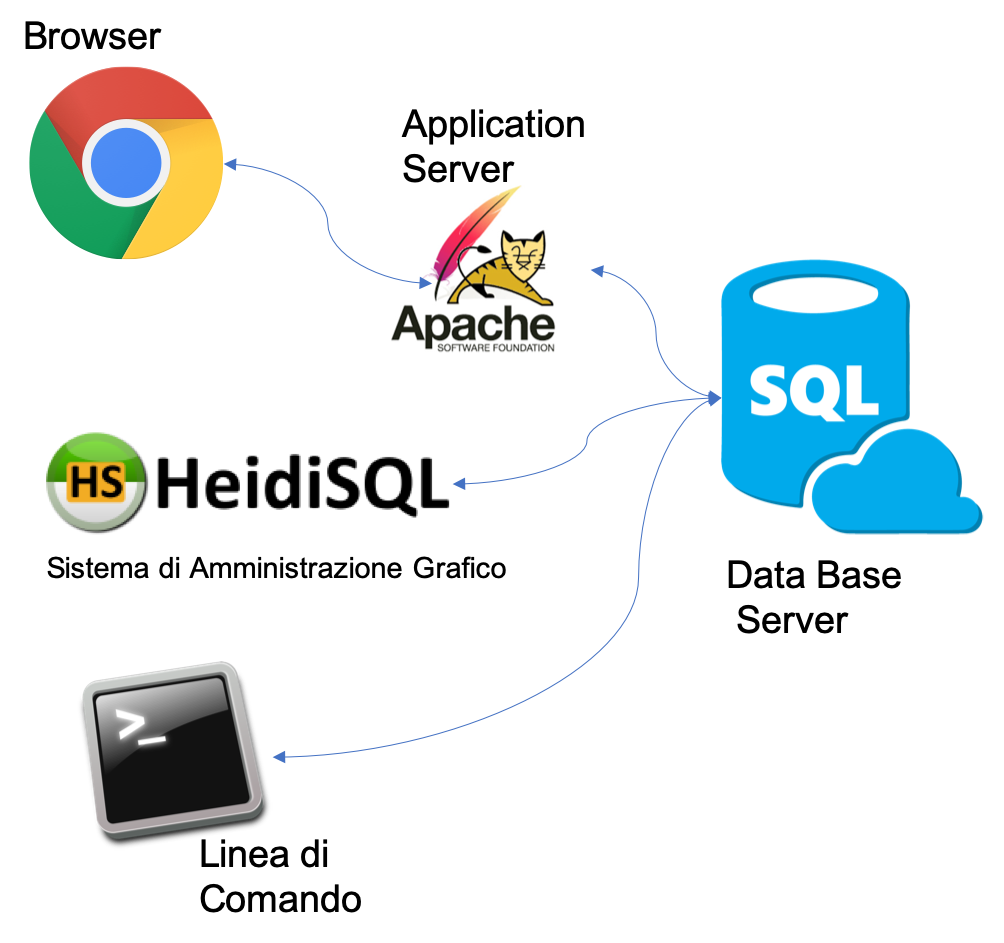 Browser
Application
Server
Apache
SOFTWARE FOUNDATION
SQL
HS HeidiSQL
Sistema di Amministrazione Grafico
Data Base
Server
>_
Linea di
Comando